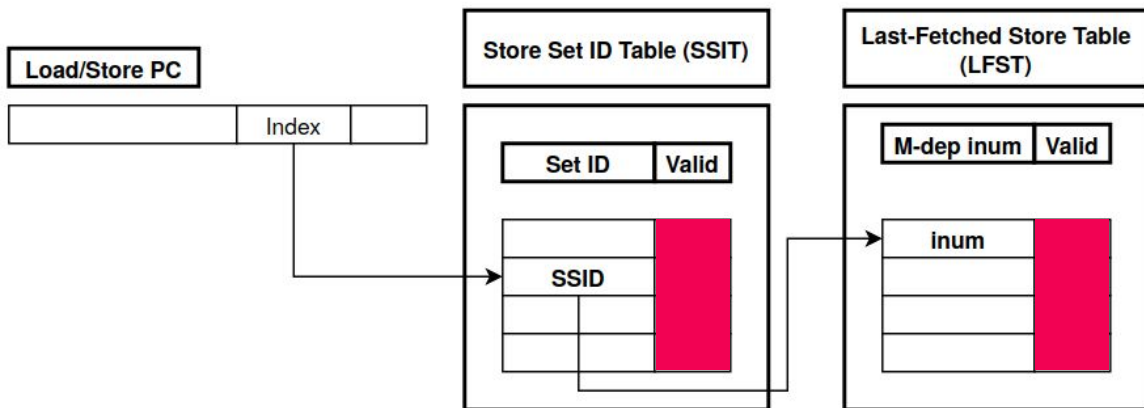 Load/Store PC
Index
Store Set ID Table (SSIT)
Set ID
Valid
SSID
Last-Fetched Store Table
(LFST)
M-dep inum
Valid
inum